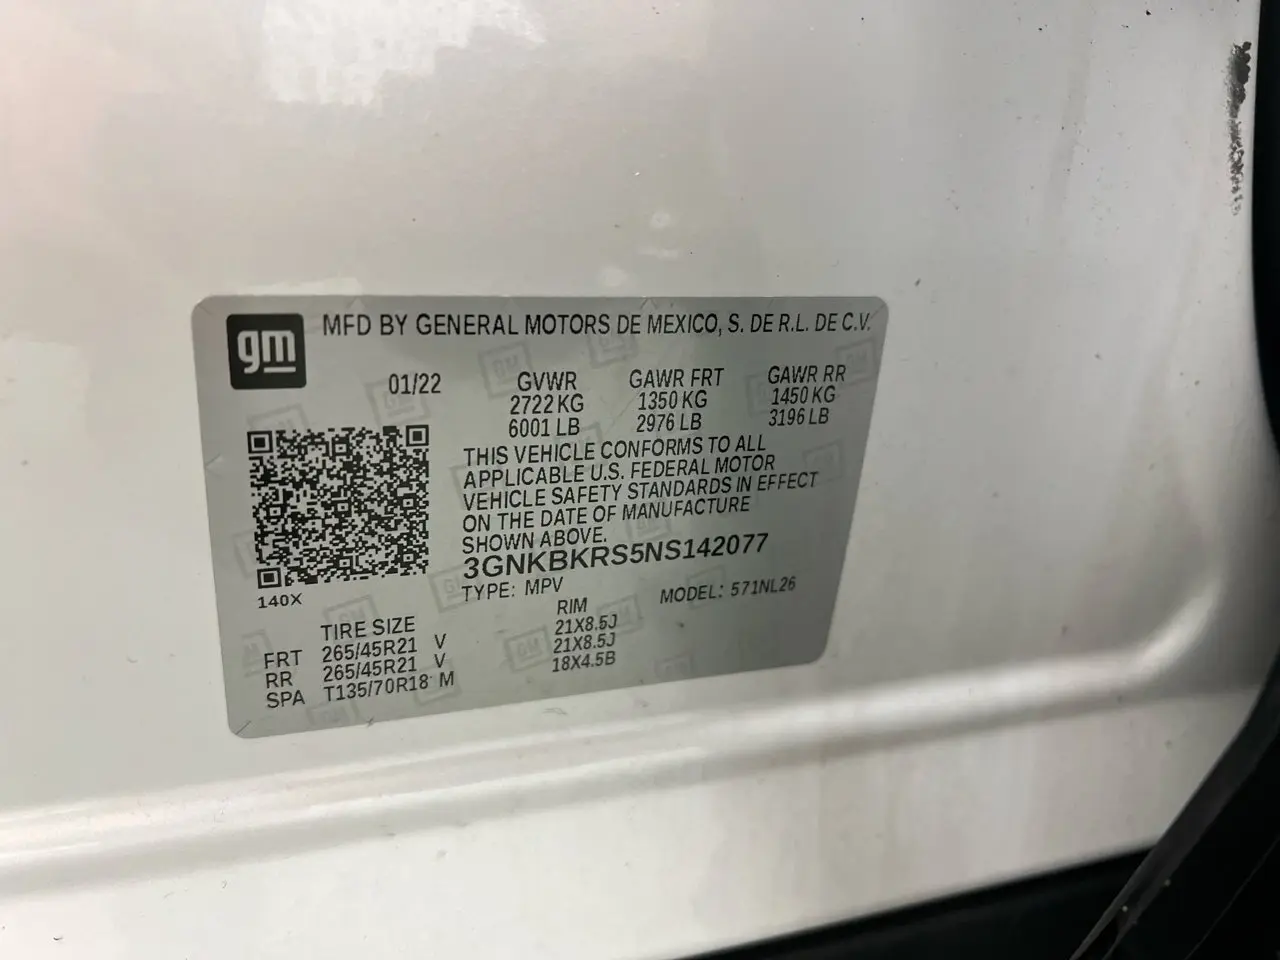 gm
MFD BY GENERAL MOTORS DE MEXICO, S. DE R.L. DE C.V.
01/22 GVWR GAWR FRT GAWR RR
2722 KG 1350 KG 1450 KG
6001 LB 2976 LB 3196 LB
THIS VEHICLE CONFORMS TO ALL
APPLICABLE U.S. FEDERAL MOTOR
VEHICLE SAFETY STANDARDS IN EFFECT
ON THE DATE OF MANUFACTURE
SHOWN ABOVE.
3GNKBKRS5NS142077
TYPE: MPV MODEL: 571NL26
140X
TIRE SIZE RIM
FRT 265/45R21 V 21X8.5J
RR 265/45R21 V 21X8.5J
SPA T135/70R18 M 18X4.5B